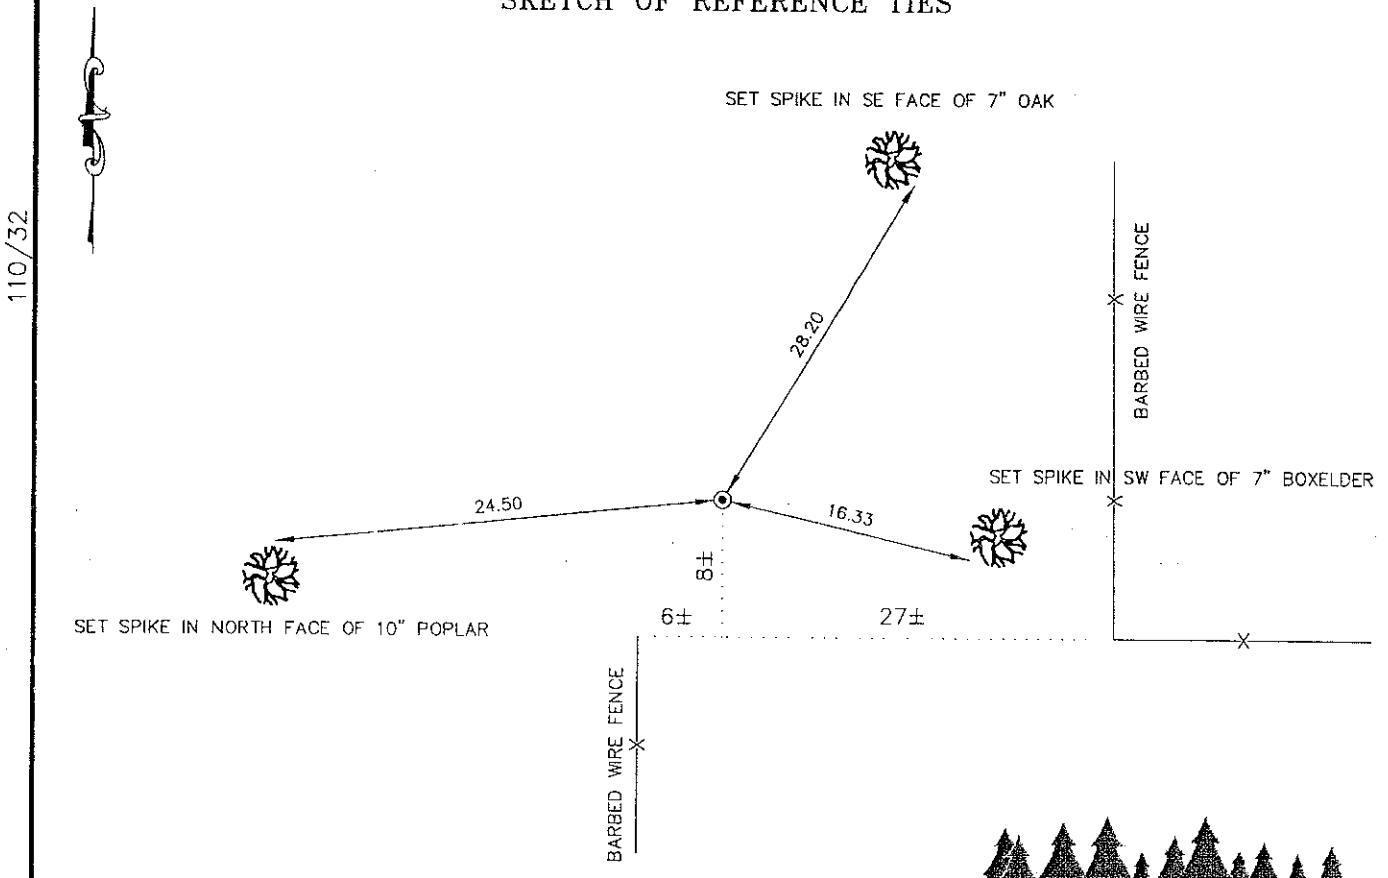 SKETCH OF REFERENCE TIES
SET SPIKE IN SE FACE OF 7" OAK
110/32
BARBED WIRE FENCE
28.20
SET SPIKE IN SW FACE OF 7" BOXELDER
24.50
16.33
8±
6±
27±
SET SPIKE IN NORTH FACE OF 10" POPLAR
BARBED WIRE FENCE